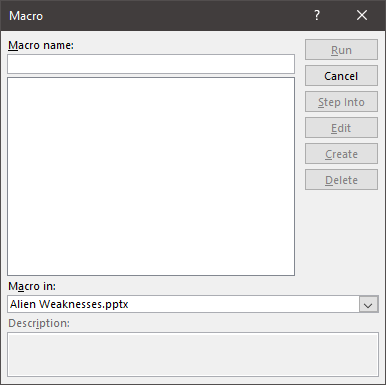 Macro
?
Macro name:
Run
Cancel
Step Into
Edit
Create
Delete
Macro in:
Alien Weaknesses.pptx
Description: